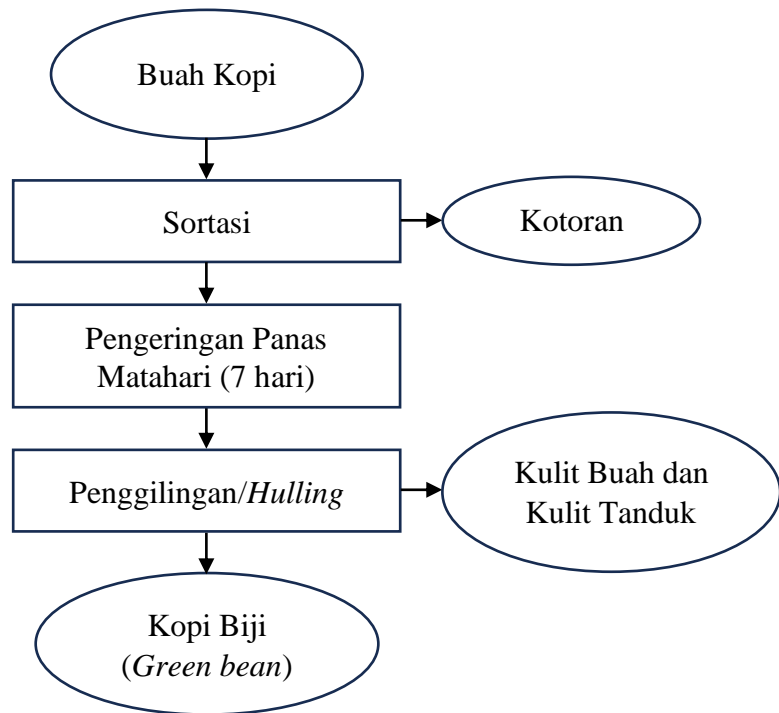 Buah Kopi
Sortasi
Kotoran
Pengeringan Panas
Matahari (7 hari)
Penggilingan/Hulling
Kulit Buah dan
Kulit Tanduk
Kopi Biji
(Green bean)